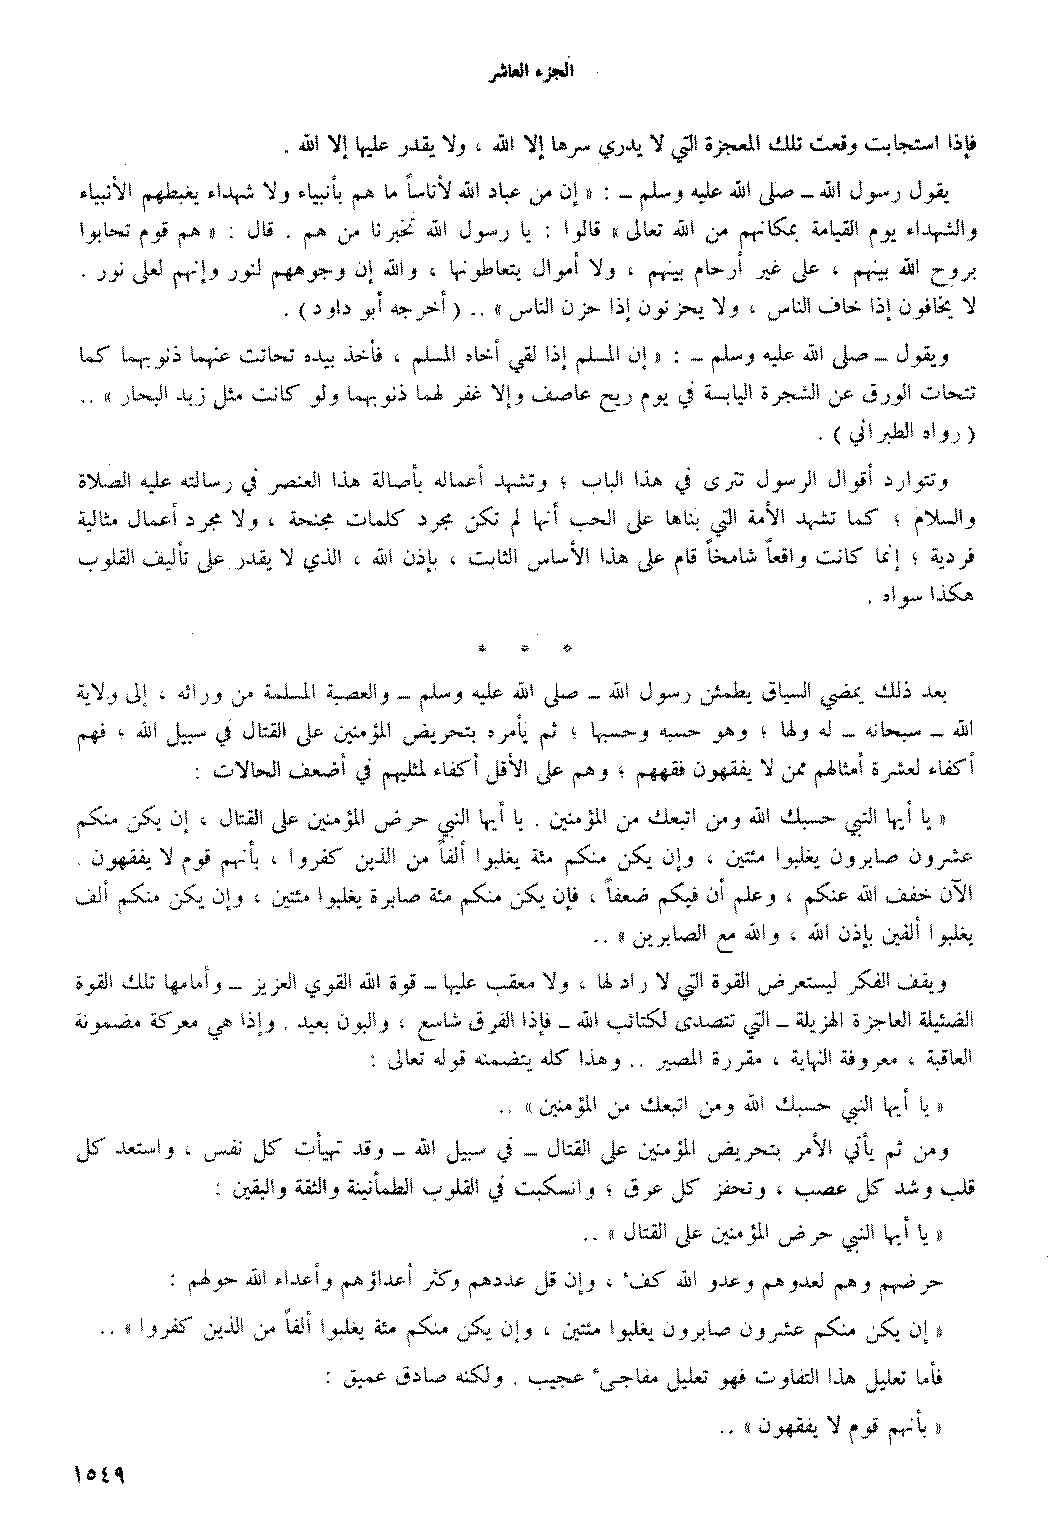 الجزء العاشر
فإذا استجابت وقعت تلك المعجزة التي لا يدري سرها إلا الله ، ولا يقدر عليها إلا الله .
يقول رسول الله ــ صلى الله عليه وسلم ــ : « إن من عباد الله لأناساً ما هم بأنبياء ولا شهداء يغبطهم الأنبياء
والشهداء يوم القيامة بمكانهم من الله تعالى » قالوا : يا رسول الله تخبرنا من هم . قال : « هم قوم تحابوا
بروح الله بينهم ، على غير أرحام بينهم ، ولا أموال يتعاطونها ، والله إن وجوههم لنور وإنهم لعلى نور .
لا يخافون إذا خاف الناس ، ولا يحزنون إذا حزن الناس » .. ( أخرجه أبو داود ) .
ويقول ــ صلى الله عليه وسلم ــ : « إن المسلم إذا لقي أخاه المسلم ، فأخذ بيده تحاتت عنهما ذنوبهما كما
تتحات الورق عن الشجرة اليابسة في يوم ريح عاصف وإلا غفر لهما ذنوبهما ولو كانت مثل زبد البحار » ..
( رواه الطبراني ) .
وتتوارد أقوال الرسول تترى في هذا الباب ؛ وتشهد أعماله بأصالة هذا العنصر في رسالته عليه الصلاة
والسلام ؛ كما تشهد الأمة التي بناها على الحب أنها لم تكن مجرد كلمات مجنحة ، ولا مجرد أعمال مثالية
فردية ؛ إنما كانت واقعاً شامخاً قام على هذا الأساس الثابت ، بإذن الله ، الذي لا يقدر على تأليف القلوب
هكذا سواه .
* * *
بعد ذلك يمضي السياق يطمئن رسول الله ــ صلى الله عليه وسلم ــ والعصبة المسلمة من ورائه ، إلى ولاية
الله ــ سبحانه ــ له ولها ؛ وهو حسبه وحسبها ؛ ثم يأمره بتحريض المؤمنين على القتال في سبيل الله ؛ فهم
أكفاء لعشرة أمثالهم ممن لا يفقهون فقههم ؛ وهم على الأقل أكفاء لمثليهم في أضعف الحالات :
« يا أيها النبي حسبك الله ومن اتبعك من المؤمنين . يا أيها النبي حرض المؤمنين على القتال ، إن يكن منكم
عشرون صابرون يغلبوا مئتين ، وإن يكن منكم مئة يغلبوا ألفاً من الذين كفروا ، بأنهم قوم لا يفقهون .
الآن خفف الله عنكم ، وعلم أن فيكم ضعفاً ، فإن يكن منكم مئة صابرة يغلبوا مئتين ، وإن يكن منكم ألف
يغلبوا ألفين بإذن الله ، والله مع الصابرين » ..
ويقف الفكر ليستعرض القوة التي لا راد لها ، ولا معقب عليها ــ قوة الله القوي العزيز ــ وأمامها تلك القوة
الضئيلة العاجزة الهزيلة ــ التي تتصدى لكتائب الله ــ فإذا الفرق شاسع ، والبون بعيد . وإذا هي معركة مضمونة
العاقبة ، معروفة النهاية ، مقررة المصير .. وهذا كله يتضمنه قوله تعالى :
« يا أيها النبي حسبك الله ومن اتبعك من المؤمنين » ..
ومن ثم يأتي الأمر بتحريض المؤمنين على القتال ــ في سبيل الله ــ وقد تهيأت كل نفس ، واستعد كل
قلب وشد كل عصب ، وتحفز كل عرق ؛ وانسكبت في القلوب الطمأنينة والثقة واليقين :
« يا أيها النبي حرض المؤمنين على القتال » ..
حرضهم وهم لعدوهم وعدو الله كفء ، وإن قل عددهم وكثر أعداؤهم وأعداء الله حولهم :
« إن يكن منكم عشرون صابرون يغلبوا مئتين ، وإن يكن منكم مئة يغلبوا ألفاً من الذين كفروا » ..
فأما تعليل هذا التفاوت فهو تعليل مفاجئ عجيب . ولكنه صادق عميق :
« بأنهم قوم لا يفقهون » ..
١٥٤٩